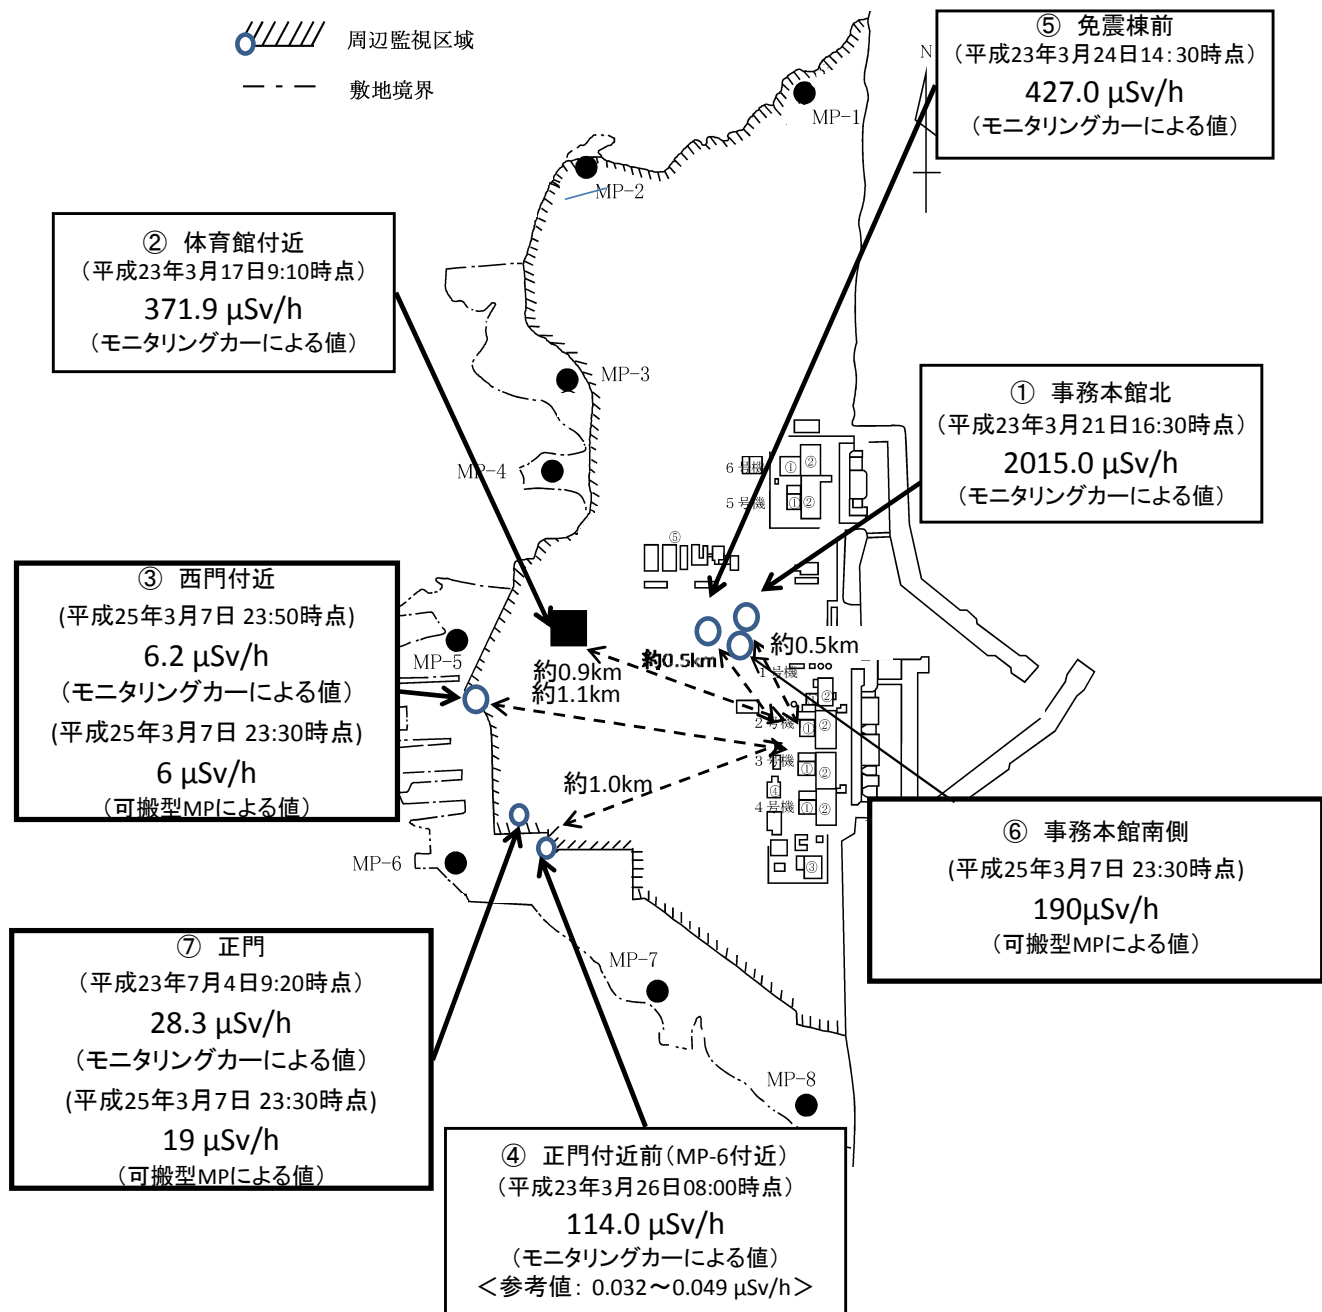 周辺監視区域
敷地境界
⑤ 免震棟前
（平成23年3月24日14:30時点）
427.0 µSv/h
（モニタリングカーによる値）
N
MP-1
MP-2
② 体育館付近
（平成23年3月17日9:10時点）
371.9 µSv/h
（モニタリングカーによる値）
MP-3
① 事務本館北
（平成23年3月21日16:30時点）
2015.0 µSv/h
（モニタリングカーによる値）
MP-4
6号機
①
②
5号機
①
②
⑤
③ 西門付近
(平成25年3月7日 23:50時点)
6.2 µSv/h
（モニタリングカーによる値）
(平成25年3月7日 23:30時点)
6 µSv/h
（可搬型MPによる値）
MP-5
約0.9km
約1.1km
約0.5km
約0.5km
1号機
②
2号機
①
②
3号機
①
②
約1.0km
④
4号機
①
②
③
MP-6
⑥ 事務本館南側
(平成25年3月7日 23:30時点)
190µSv/h
（可搬型MPによる値）
⑦ 正門
（平成23年7月4日9:20時点）
28.3 µSv/h
（モニタリングカーによる値）
(平成25年3月7日 23:30時点)
19 µSv/h
（可搬型MPによる値）
MP-7
MP-8
④ 正門付近前（MP-6付近）
（平成23年3月26日08:00時点）
114.0 µSv/h
（モニタリングカーによる値）
＜参考値： 0.032～0.049 µSv/h＞